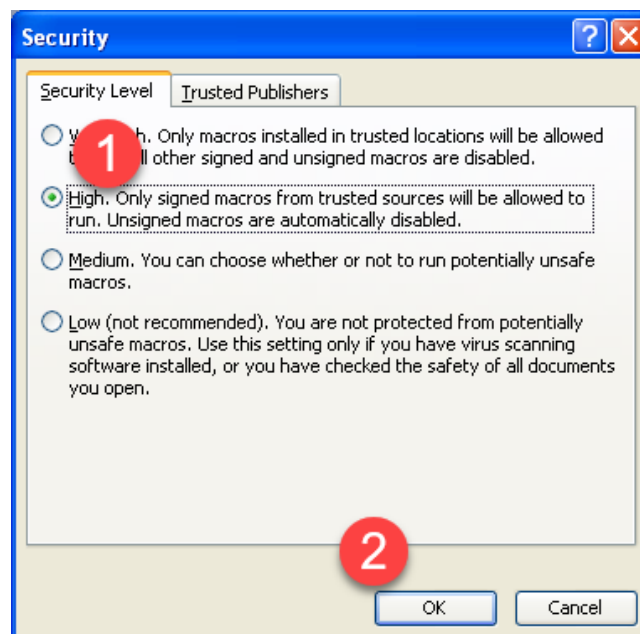 Security
Security Level Trusted Publishers
1
Only macros installed in trusted locations will be allowed
other signed and unsigned macros are disabled.
High. Only signed macros from trusted sources will be allowed to
run. Unsigned macros are automatically disabled.
Medium. You can choose whether or not to run potentially unsafe
macros.
Low (not recommended). You are not protected from potentially
unsafe macros. Use this setting only if you have virus scanning
software installed, or you have checked the safety of all documents
you open.
2
OK Cancel